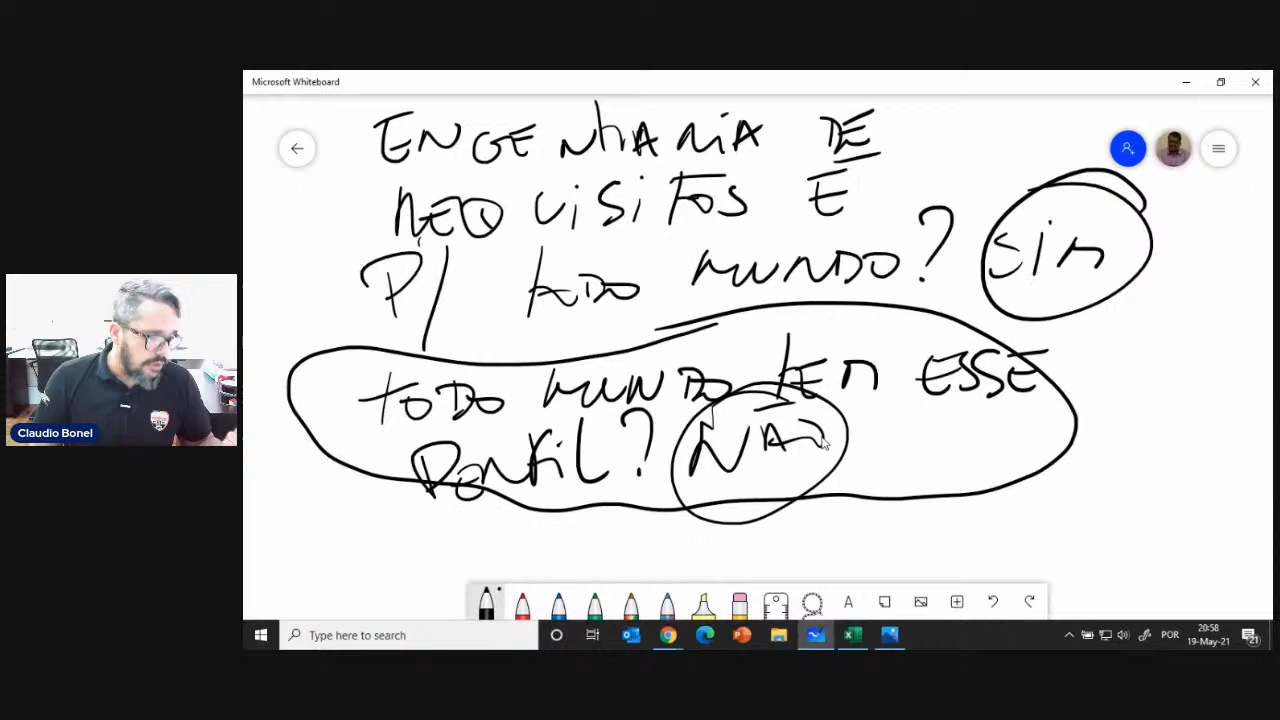 Microsoft Whiteboard
ENGENHARIA DE
REQUISITOS É
P/ TODO MUNDO? SIM
TODO MUNDO TEM ESSE
PERFIL? NÃO
Claudio Bonel
A
Type here to search
POR
20:58
19-May-21
21